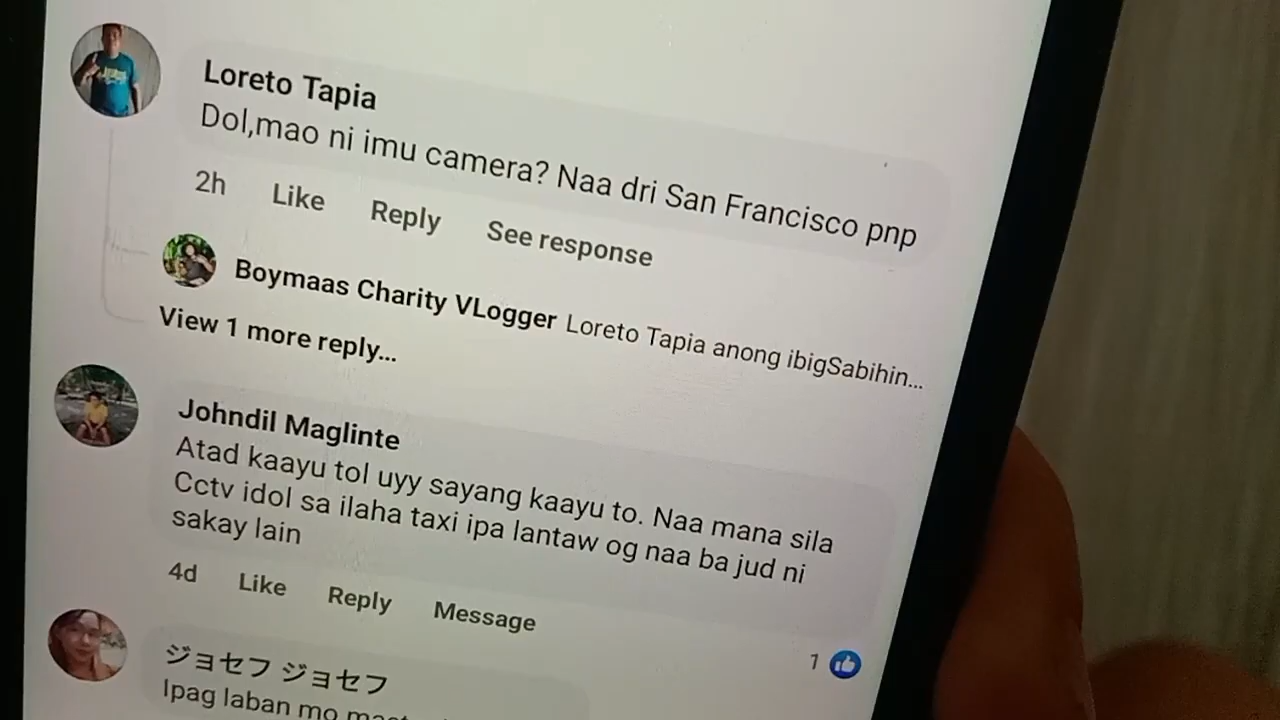 Loreto Tapia
Dol,mao ni imu camera? Naa dri San Francisco pnp
2h Like Reply See response
Boymaas Charity VLogger Loreto Tapia anong ibigSabihin...
View 1 more reply...
Johndil Maglinte
Atad kaayu tol uyy sayang kaayu to. Naa mana sila
Cctv idol sa ilaha taxi ipa lantaw og naa ba jud ni
sakay lain
4d Like Reply Message
1
ジョセフ ジョセフ
Ipag laban mo